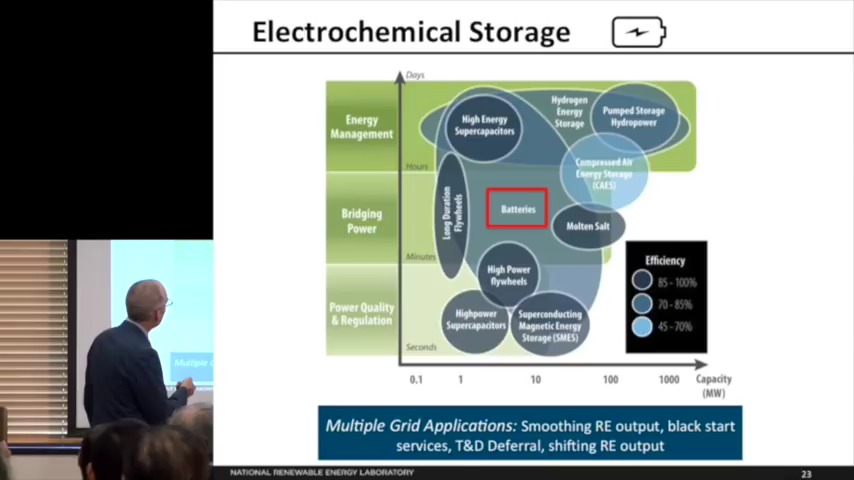 Electrochemical Storage
Days
Energy
Management
High Energy
Supercapacitors
Hydrogen
Energy
Storage
Pumped Storage
Hydropower
Hours
Compressed Air
Energy Storage
(CAES)
Bridging
Power
Long Duration
Flywheels
Batteries
Molten Salt
Minutes
High Power
flywheels
Power Quality
& Regulation
Highpower
Supercapacitors
Superconducting
Magnetic Energy
Storage (SMES)
Seconds
Efficiency
85 - 100%
70 - 85%
45 - 70%
0.1 1 10 100 1000 Capacity
(MW)
Multiple Grid Applications: Smoothing RE output, black start
services, T&D Deferral, shifting RE output
NATIONAL RENEWABLE ENERGY LABORATORY 23
Multiple G